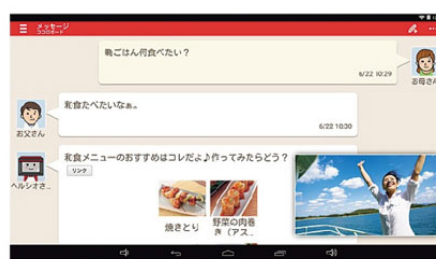 メッセージ
ココロボード
晩ごはん何食べたい？
6/22 10:29
お母さん
和食たべたいなぁ。
6/22 10:30
お父さん
和食メニューのおすすめはコレだよ♪作ってみたらどう？
リンク
ヘルシオさ...
焼きとり
野菜の肉巻
き（アス...